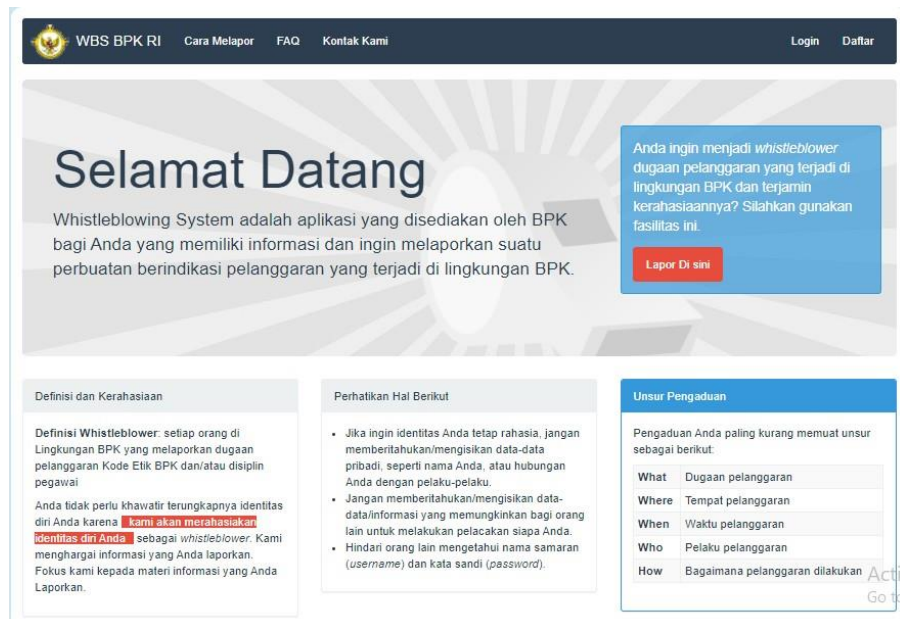 WBS BPK RI Cara Melapor FAQ Kontak Kami Login Daftar
Selamat Datang
Whistleblowing System adalah aplikasi yang disediakan oleh BPK
bagi Anda yang memiliki informasi dan ingin melaporkan suatu
perbuatan berindikasi pelanggaran yang terjadi di lingkungan BPK.
Anda ingin menjadi whistleblower
dugaan pelanggaran yang terjadi di
lingkungan BPK dan terjamin
kerahasiaannya? Silahkan gunakan
fasilitas ini.
Lapor Di sini
Definisi dan Kerahasiaan
Definisi Whistleblower: setiap orang di
Lingkungan BPK yang melaporkan dugaan
pelanggaran Kode Etik BPK dan/atau disiplin
pegawai
Anda tidak perlu khawatir terungkapnya identitas
diri Anda karena kami akan merahasiakan
identitas diri Anda sebagai whistleblower. Kami
menghargai informasi yang Anda laporkan.
Fokus kami kepada materi informasi yang Anda
Laporkan.
Perhatikan Hal Berikut
• Jika ingin identitas Anda tetap rahasia, jangan
memberitahukan/mengisikan data-data
pribadi, seperti nama Anda, atau hubungan
Anda dengan pelaku-pelaku.
• Jangan memberitahukan/mengisikan data-
data/informasi yang memungkinkan bagi orang
lain untuk melakukan pelacakan siapa Anda.
• Hindari orang lain mengetahui nama samaran
(username) dan kata sandi (password).
Unsur Pengaduan
Pengaduan Anda paling kurang memuat unsur
sebagai berikut:
What Dugaan pelanggaran
Where Tempat pelanggaran
When Waktu pelanggaran
Who Pelaku pelanggaran
How Bagaimana pelanggaran dilakukan
Acti
Go to